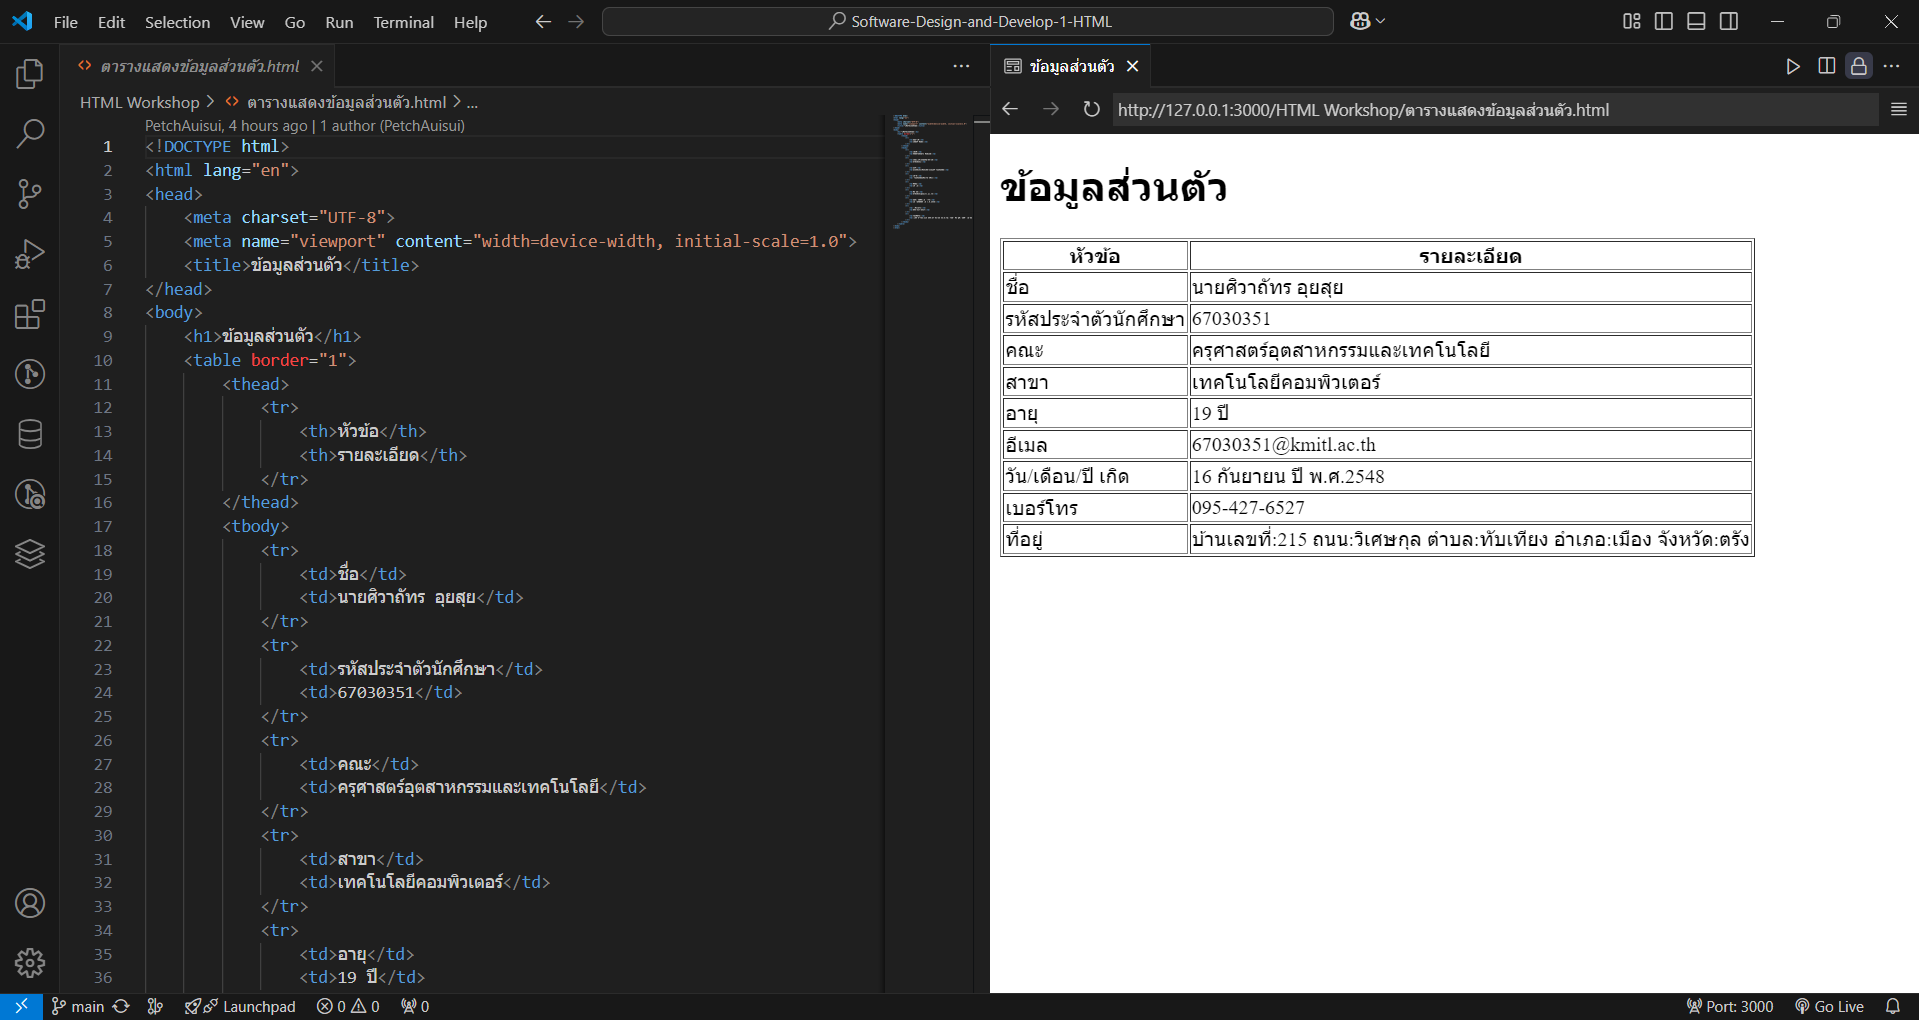 File Edit Selection View Go Run Terminal Help
Software-Design-and-Develop-1-HTML
ตารางแสดงข้อมูลส่วนตัว.html
HTML Workshop > ตารางแสดงข้อมูลส่วนตัว.html > ...
PetchAuisui, 4 hours ago | 1 author (PetchAuisui)
1 <!DOCTYPE html>
2 <html lang="en">
3 <head>
4 <meta charset="UTF-8">
5 <meta name="viewport" content="width=device-width, initial-scale=1.0">
6 <title>ข้อมูลส่วนตัว</title>
7 </head>
8 <body>
9 <h1>ข้อมูลส่วนตัว</h1>
10 <table border="1">
11 <thead>
12 <tr>
13 <th>หัวข้อ</th>
14 <th>รายละเอียด</th>
15 </tr>
16 </thead>
17 <tbody>
18 <tr>
19 <td>ชื่อ</td>
20 <td>นายศิวาถัทร อุยสุย</td>
21 </tr>
22 <tr>
23 <td>รหัสประจำตัวนักศึกษา</td>
24 <td>67030351</td>
25 </tr>
26 <tr>
27 <td>คณะ</td>
28 <td>ครุศาสตร์อุตสาหกรรมและเทคโนโลยี</td>
29 </tr>
30 <tr>
31 <td>สาขา</td>
32 <td>เทคโนโลยีคอมพิวเตอร์</td>
33 </tr>
34 <tr>
35 <td>อายุ</td>
36 <td>19 ปี</td>
ข้อมูลส่วนตัว
http://127.0.0.1:3000/HTML Workshop/ตารางแสดงข้อมูลส่วนตัว.html
ข้อมูลส่วนตัว
หัวข้อ รายละเอียด
ชื่อ นายศิวาถัทร อุยสุย
รหัสประจำตัวนักศึกษา 67030351
คณะ ครุศาสตร์อุตสาหกรรมและเทคโนโลยี
สาขา เทคโนโลยีคอมพิวเตอร์
อายุ 19 ปี
อีเมล 67030351@kmitl.ac.th
วัน/เดือน/ปี เกิด 16 กันยายน ปี พ.ศ.2548
เบอร์โทร 095-427-6527
ที่อยู่ บ้านเลขที่:215 ถนน:วิเศษกุล ตำบล:ทับเทียง อำเภอ:เมือง จังหวัด:ตรัง
main Launchpad 0 0 0 Port: 3000 Go Live